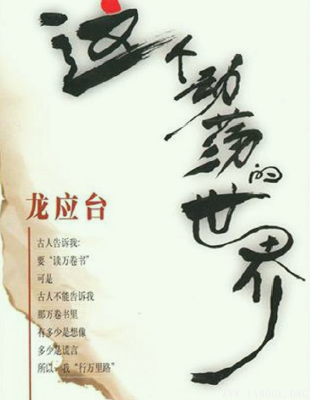 这个动荡的世界
龙应台
古人告诉我：
要“读万卷书”
可是
古人不能告诉我
那万卷书里
有多少是想像
多少是谎言
所以，我“行万里路”